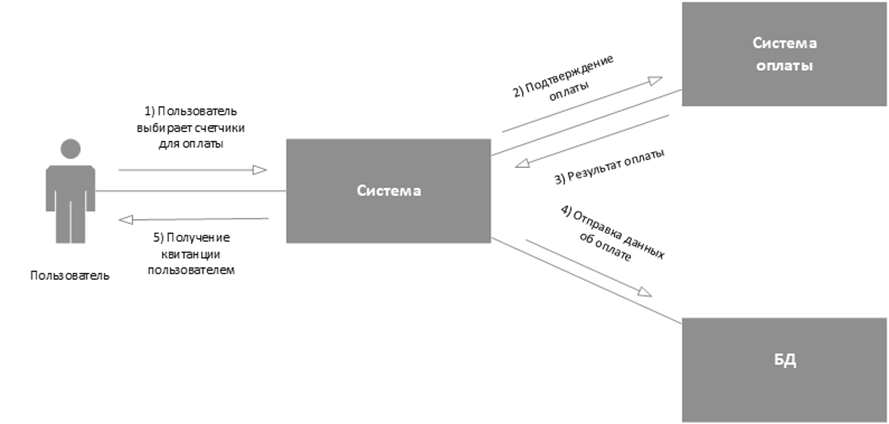 Система
оплаты
2) Подтверждение
оплаты
1) Пользователь
выбирает счетчики
для оплаты
3) Результат оплаты
Система
4) Отправка данных
об оплате
5) Получение
квитанции
пользователем
Пользователь
БД